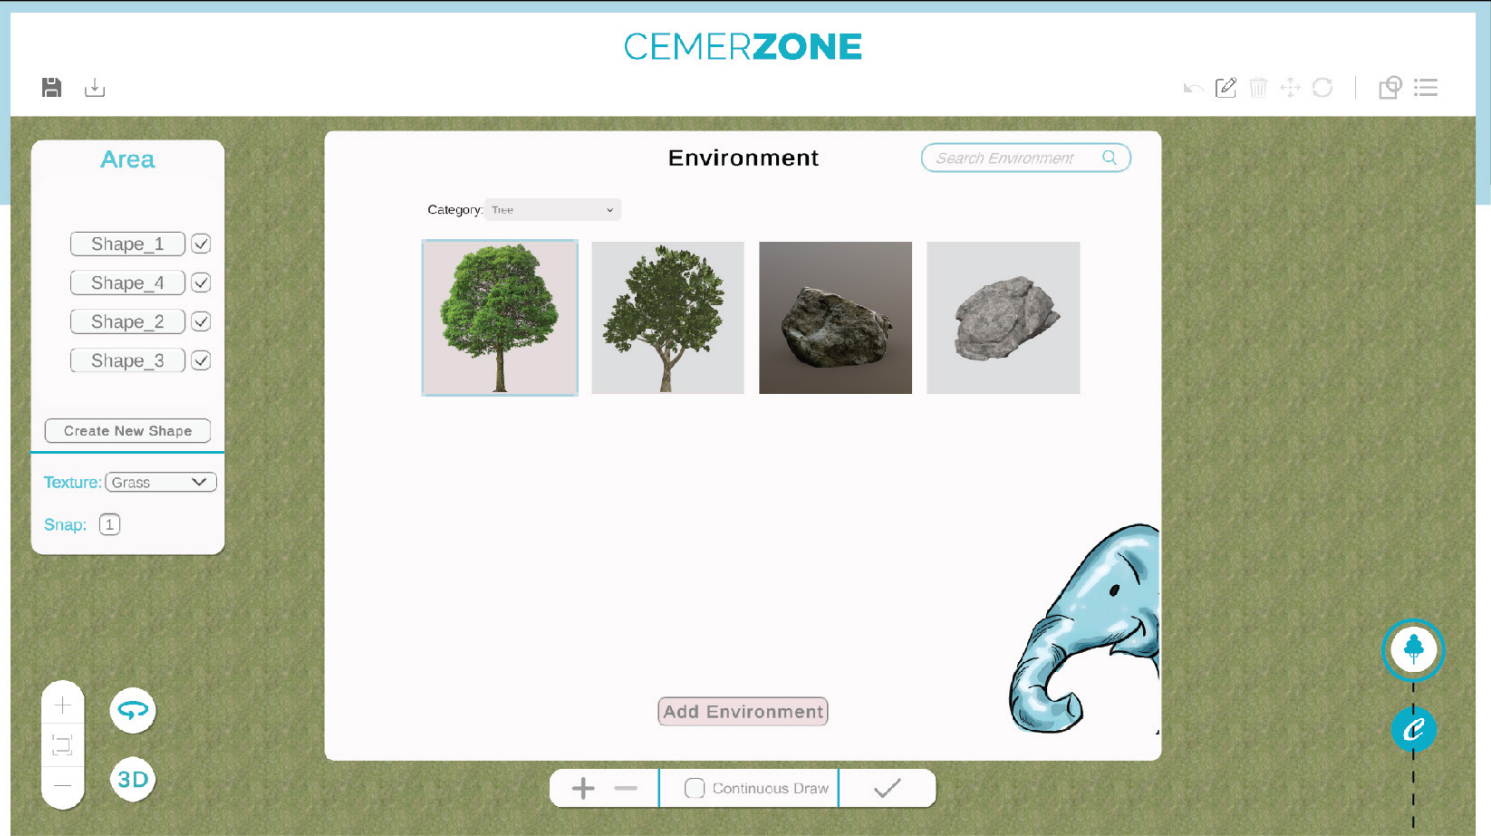 CEMERZONE
Area
Shape_1
Shape_4
Shape_2
Shape_3
Create New Shape
Texture: Grass
Snap: 1
Environment
Search Environment
Category: Tree
Add Environment
Continuous Draw
3D
C